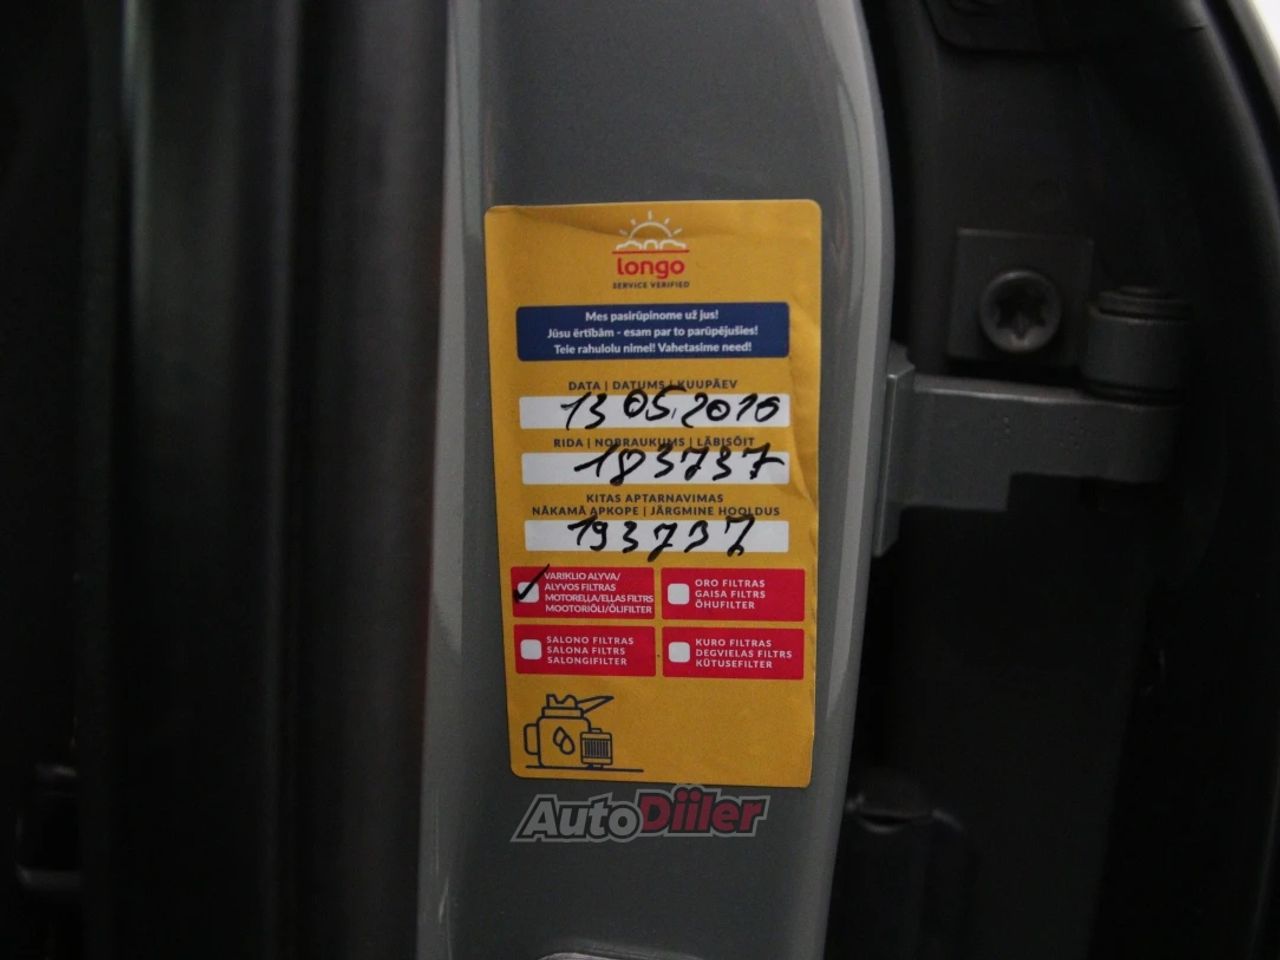 longo
SERVICE VERIFIED
Mes pasirūpinome už jus!
Jūsu ērtībām - esam par to parūpējušies!
Teie rahulolu nimel! Vahetasime need!
DATA | DATUMS | KUUPÄEV
13 05.2020
RIDA | NOBRAUKUMS | LÄBISÕIT
183737
KITAS APTARNAVIMAS
NĀKAMĀ APKOPE | JÄRGMINE HOOLDUS
193737
VARIKLIO ALYVA/
ALYVOS FILTRAS
MOTOREĻĻA/EĻĻAS FILTRS
MOOTORIÕLI/ÕLIFILTER
ORO FILTRAS
GAISA FILTRS
ÕHUFILTER
SALONO FILTRAS
SALONA FILTRS
SALONGIFILTER
KURO FILTRAS
DEGVIELAS FILTRS
KÜTUSEFILTER
AutoDiiler